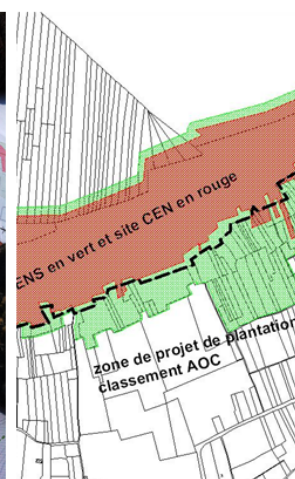 ENS en vert et site CEN en rouge
zone de projet de plantation
classement AOC